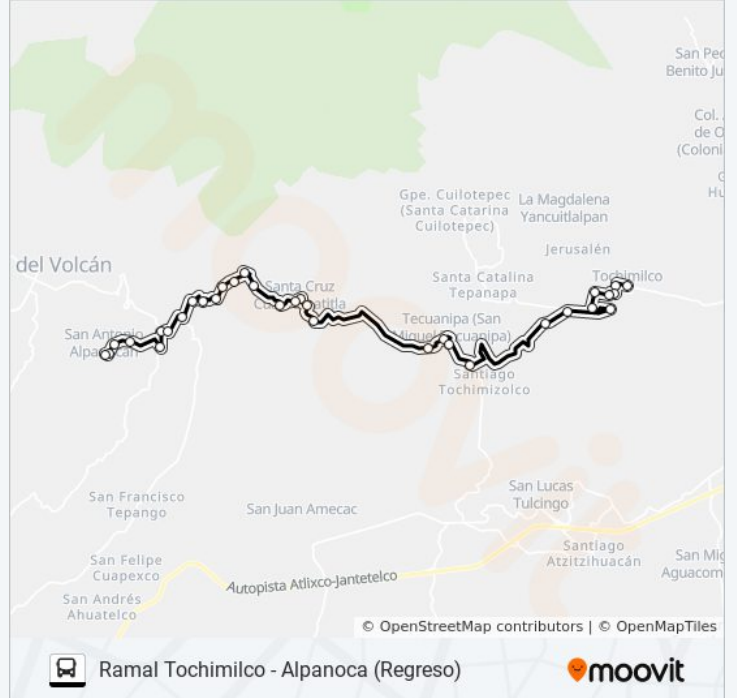 San Ped
Benito Ju
Col.
de O
(Coloni
Hu
Gpe. Cuilotepec
(Santa Catarina
Cuilotepec)
La Magdalena
Yancuitlalpan
Jerusalén
del Volcán
Santa Catalina
Tepanapa
Tochimilco
Santa Cruz
Tecuanipa (San
San Antonio
Santiago
Tochimizolco
San Francisco
Tepango
San Juan Amecac
San Lucas
Tulcingo
San Felipe
Cuapexco
Santiago
Atzitzihuacán
San Mig
Aguacom
San Andrés
Ahuatelco
Autopista Atlixco-Jantetelco
© OpenStreetMap contributors | © OpenMapTiles
Ramal Tochimilco - Alpanoca (Regreso)
moovit